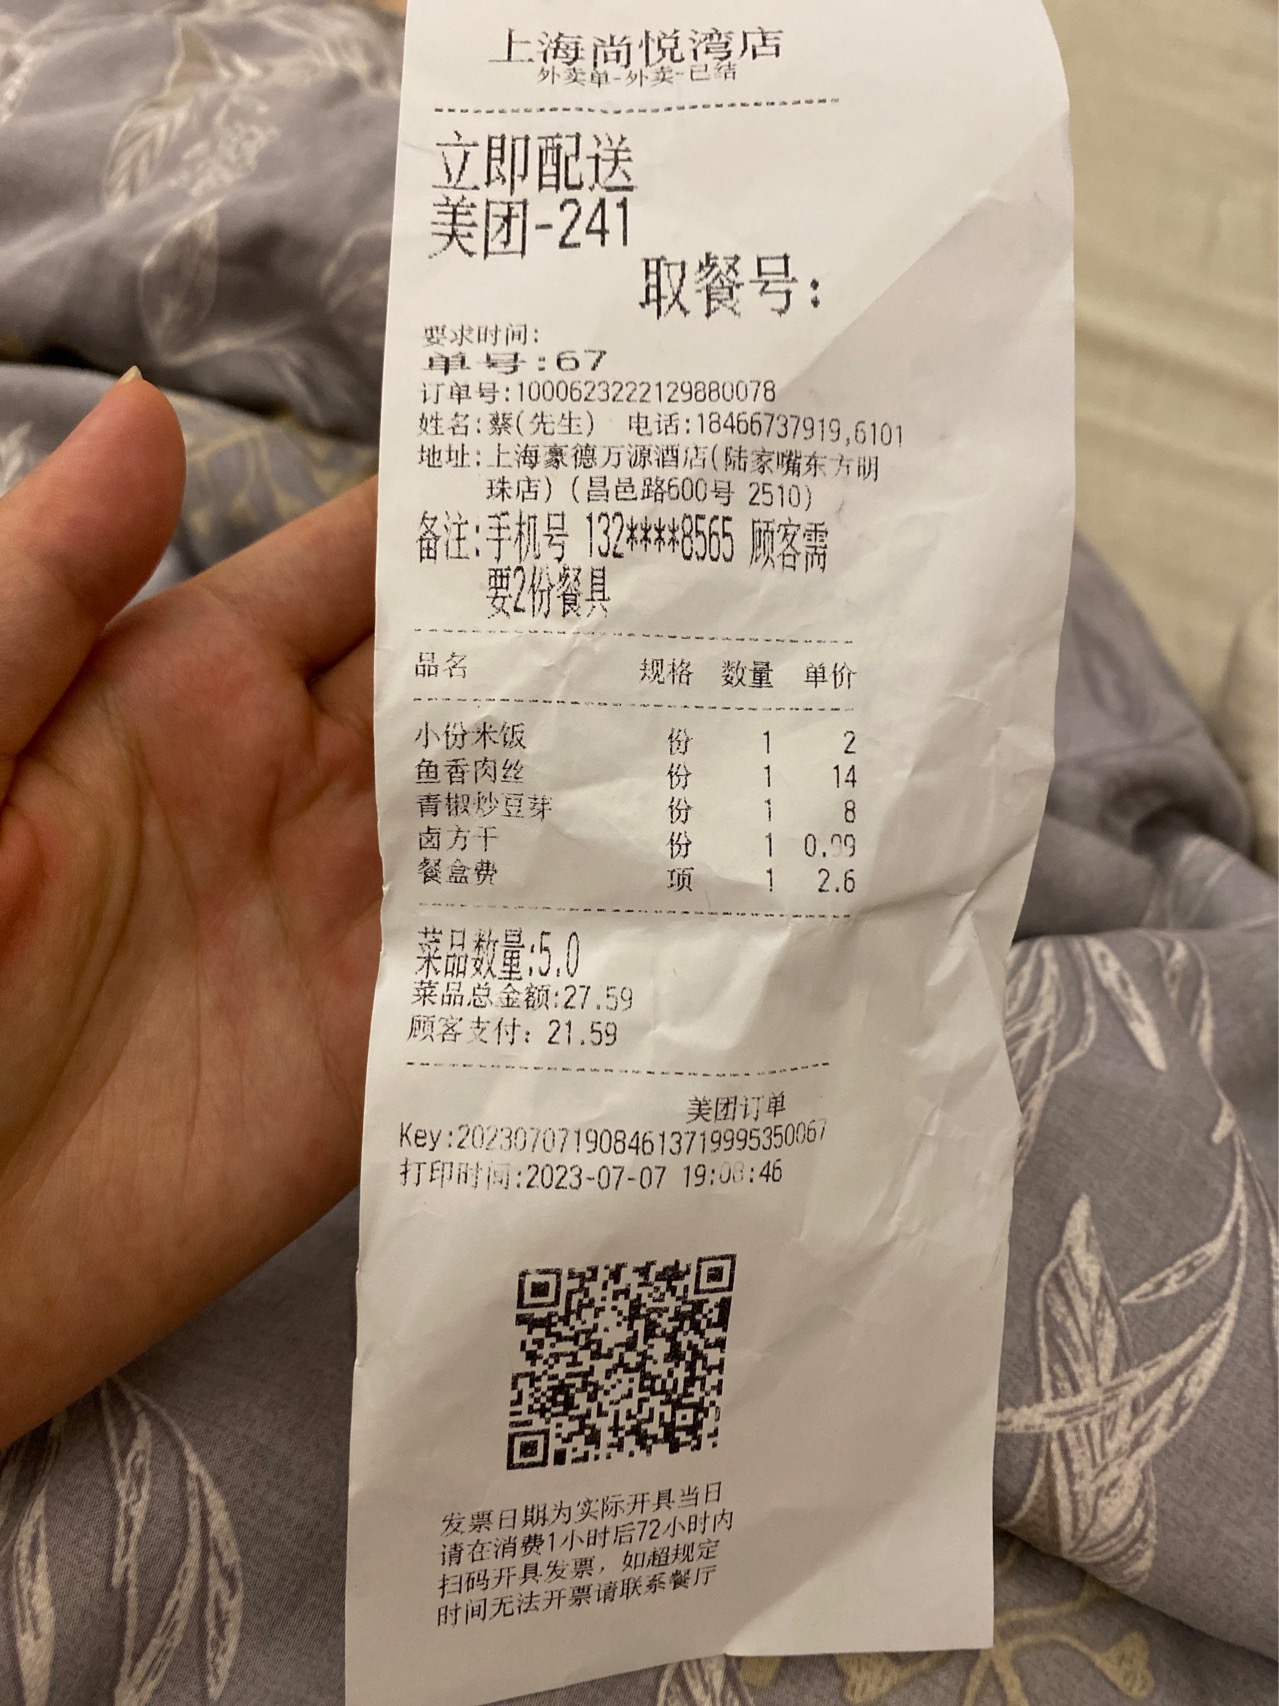 上海尚悦湾店
外卖单-外卖-已结
立即配送
美团-241
取餐号:
要求时间:
单号:67
订单号:1000623222129880078
姓名:蔡(先生) 电话:18466737919,6101
地址:上海豪德万源酒店(陆家嘴东方明
珠店)(昌邑路600号 2510)
备注:手机号 132****8565 顾客需
要2份餐具
品名 规格 数量 单价
小份米饭 份 1 2
鱼香肉丝 份 1 14
青椒炒豆芽 份 1 8
卤方干 份 1 0.99
餐盒费 项 1 2.6
菜品数量:5.0
菜品总金额:27.59
顾客支付: 21.59
美团订单
Key:20230707190846137199953500​67
打印时间:2023-07-07 19:08:46
发票日期为实际开具当日
请在消费1小时后72小时内
扫码开具发票, 如超规定
时间无法开票请联系餐厅